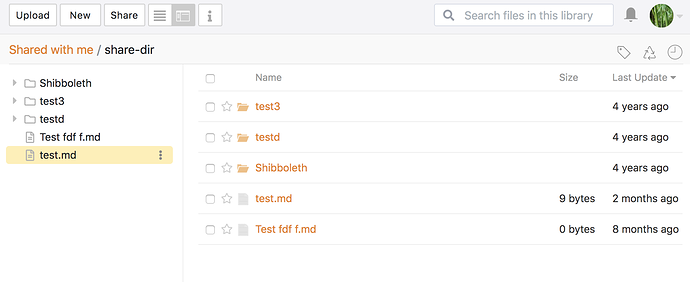 Upload New Share Search files in this library
Shared with me / share-dir
Shibboleth
test3
testd
Test fdf f.md
test.md
Name Size Last Update
test3 4 years ago
testd 4 years ago
Shibboleth 4 years ago
test.md 9 bytes 2 months ago
Test fdf f.md 0 bytes 8 months ago